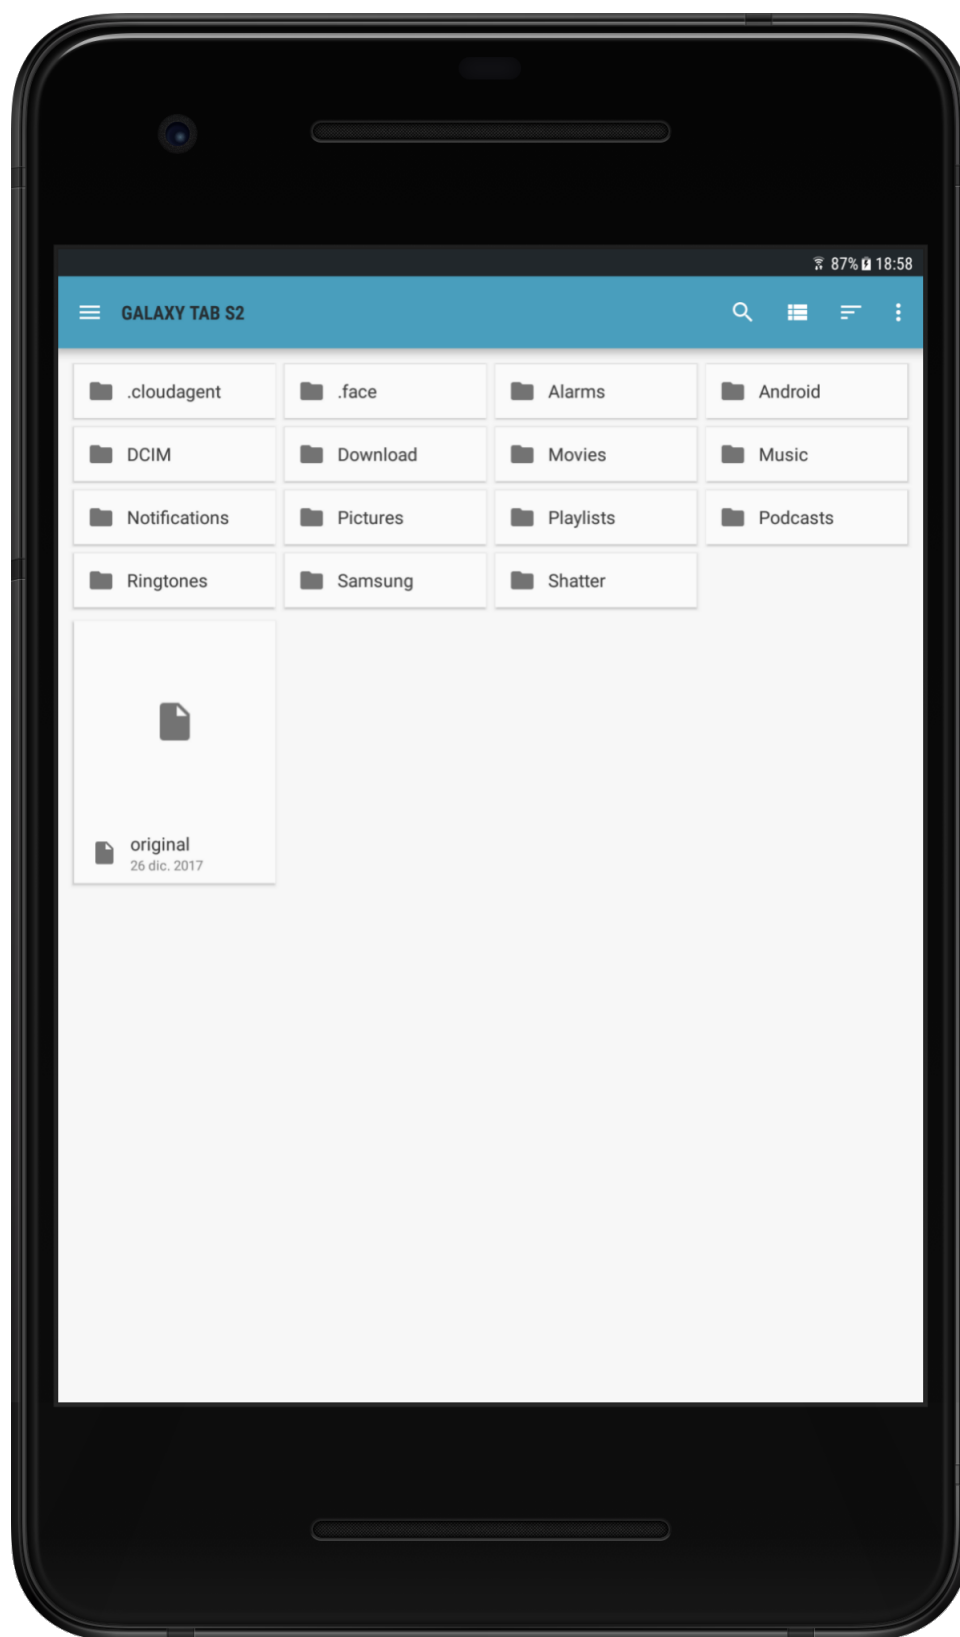 87% 18:58
GALAXY TAB S2
.cloudagent .face Alarms Android
DCIM Download Movies Music
Notifications Pictures Playlists Podcasts
Ringtones Samsung Shatter
original
26 dic. 2017